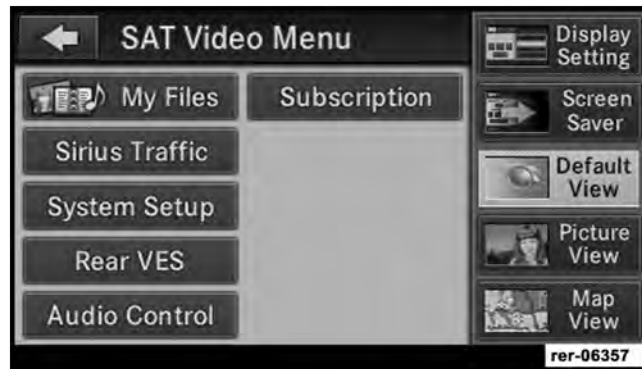 SAT Video Menu
My Files
Subscription
Sirius Traffic
System Setup
Rear VES
Audio Control
Display
Setting
Screen
Saver
Default
View
Picture
View
Map
View
rer-06357